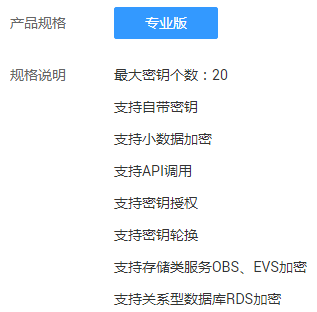 产品规格 专业版
规格说明 最大密钥个数：20
支持自带密钥
支持小数据加密
支持API调用
支持密钥授权
支持密钥轮换
支持存储类服务OBS、EVS加密
支持关系型数据库RDS加密